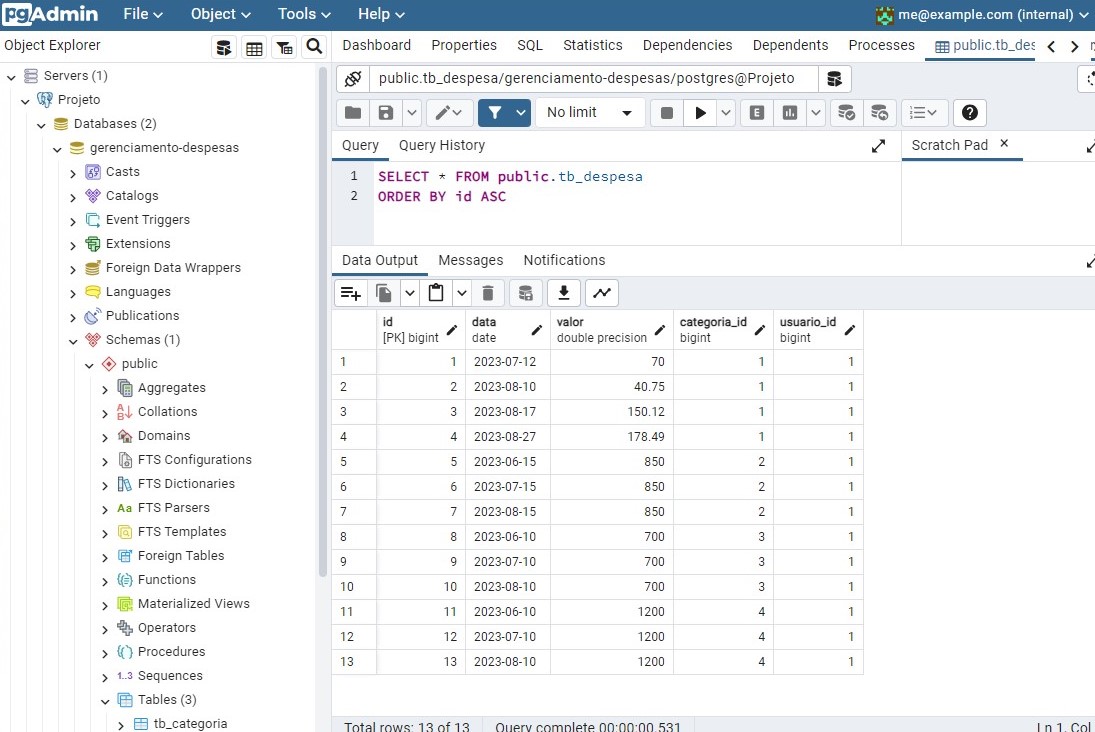 pgAdmin File Object Tools Help me@example.com (internal)
Object Explorer
Dashboard Properties SQL Statistics Dependencies Dependents Processes public.tb_des
Servers (1)
Projeto
Databases (2)
gerenciamento-despesas
Casts
Catalogs
Event Triggers
Extensions
Foreign Data Wrappers
Languages
Publications
Schemas (1)
public
Aggregates
Collations
Domains
FTS Configurations
FTS Dictionaries
Aa FTS Parsers
FTS Templates
Foreign Tables
Functions
Materialized Views
Operators
Procedures
1..3 Sequences
Tables (3)
tb_categoria
public.tb_despesa/gerenciamento-despesas/postgres@Projeto
No limit E
Query Query History Scratch Pad
1 SELECT * FROM public.tb_despesa
2 ORDER BY id ASC
Data Output Messages Notifications
id data valor categoria_id usuario_id
[PK] bigint date double precision bigint bigint
1 1 2023-07-12 70 1 1
2 2 2023-08-10 40.75 1 1
3 3 2023-08-17 150.12 1 1
4 4 2023-08-27 178.49 1 1
5 5 2023-06-15 850 2 1
6 6 2023-07-15 850 2 1
7 7 2023-08-15 850 2 1
8 8 2023-06-10 700 3 1
9 9 2023-07-10 700 3 1
10 10 2023-08-10 700 3 1
11 11 2023-06-10 1200 4 1
12 12 2023-07-10 1200 4 1
13 13 2023-08-10 1200 4 1
Total rows: 13 of 13 Query complete 00:00:00.531 Ln 1, Col